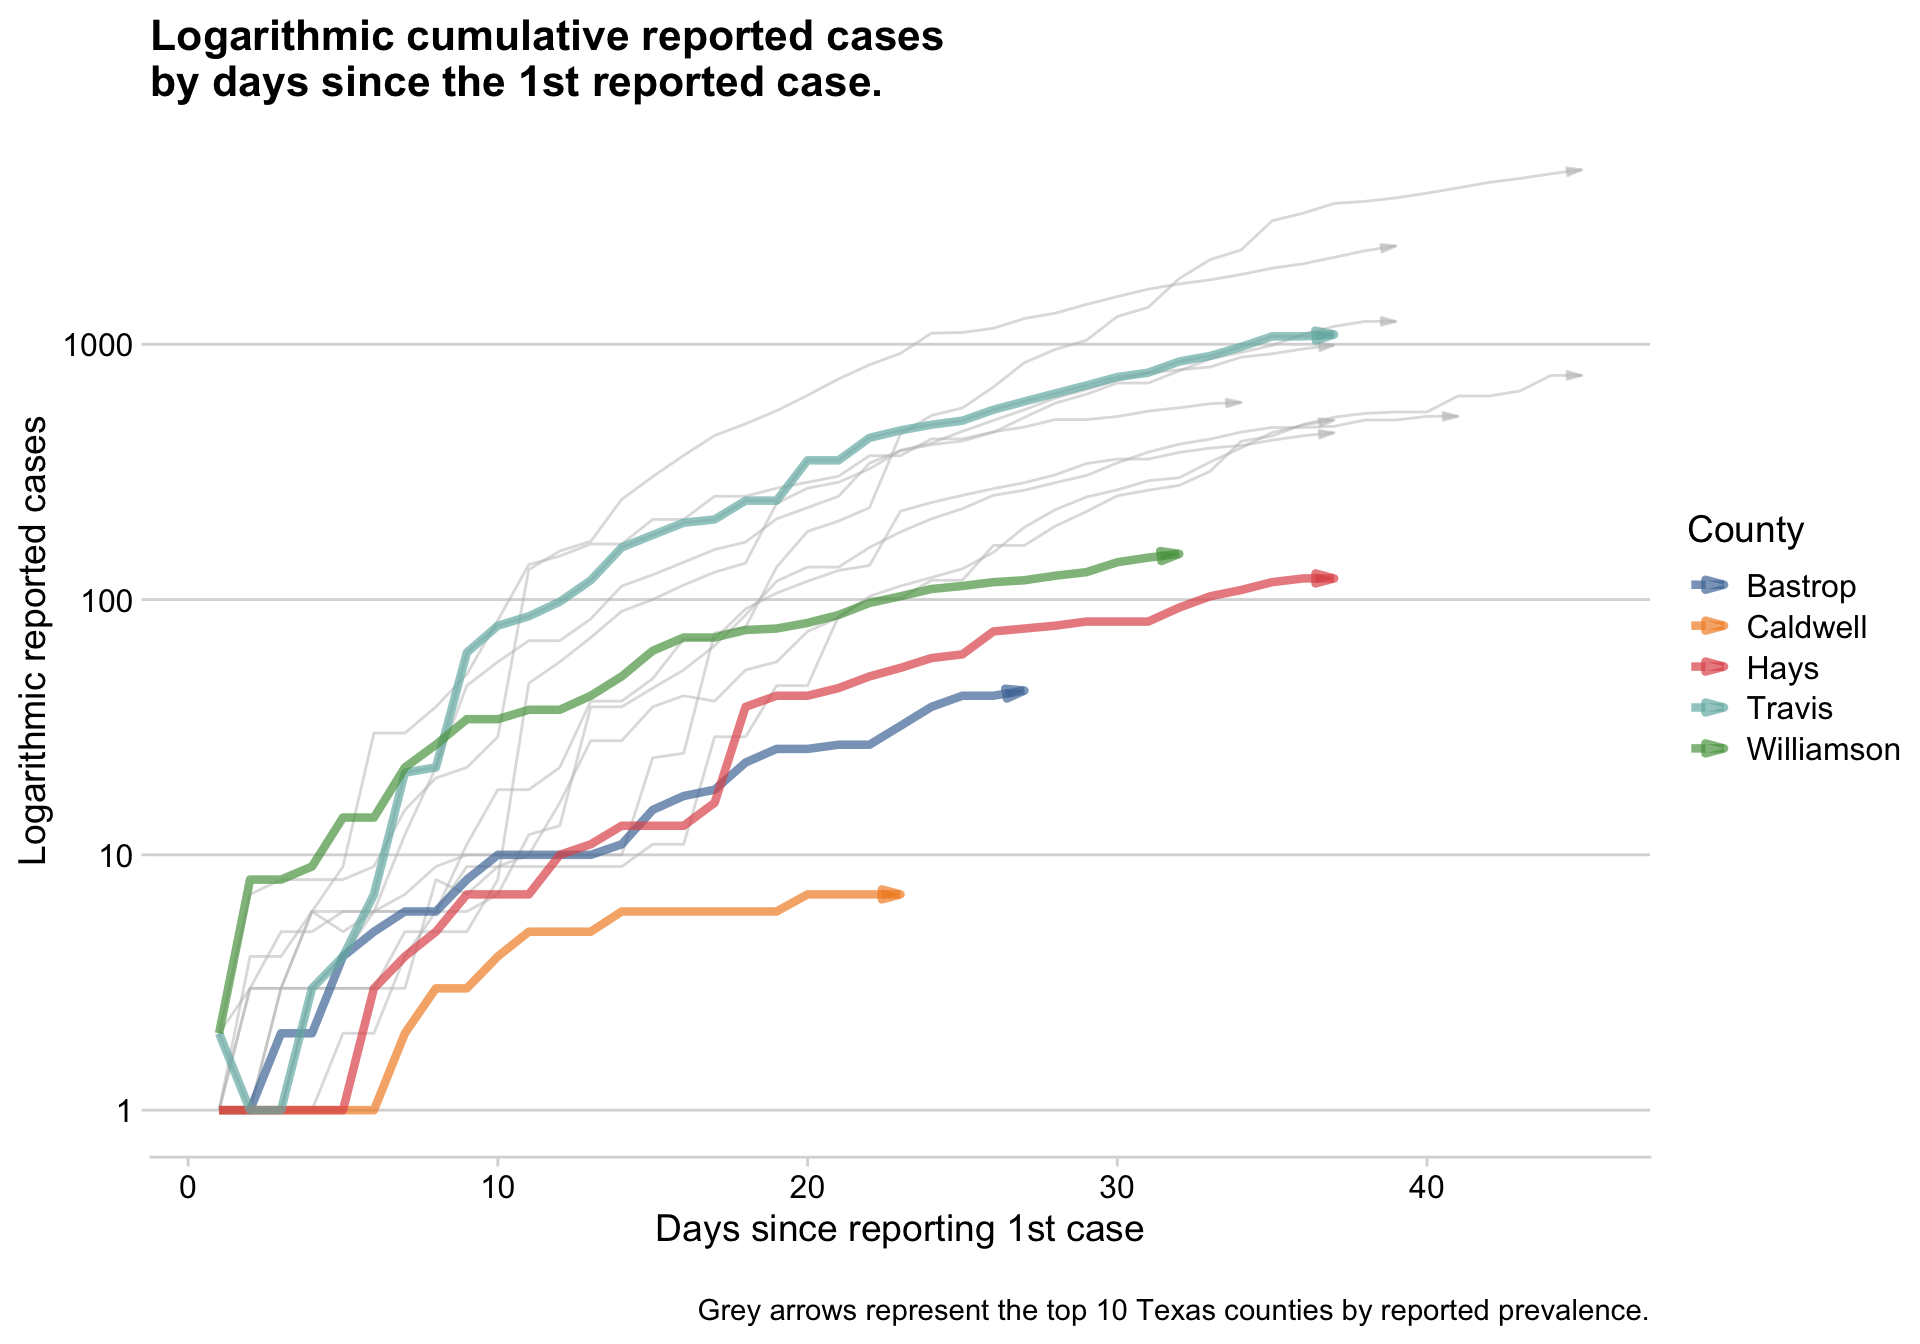 Logarithmic cumulative reported cases
by days since the 1st reported case.
Logarithmic reported cases
1000
100
10
1
0 10 20 30 40
Days since reporting 1st case
County
Bastrop
Caldwell
Hays
Travis
Williamson
Grey arrows represent the top 10 Texas counties by reported prevalence.